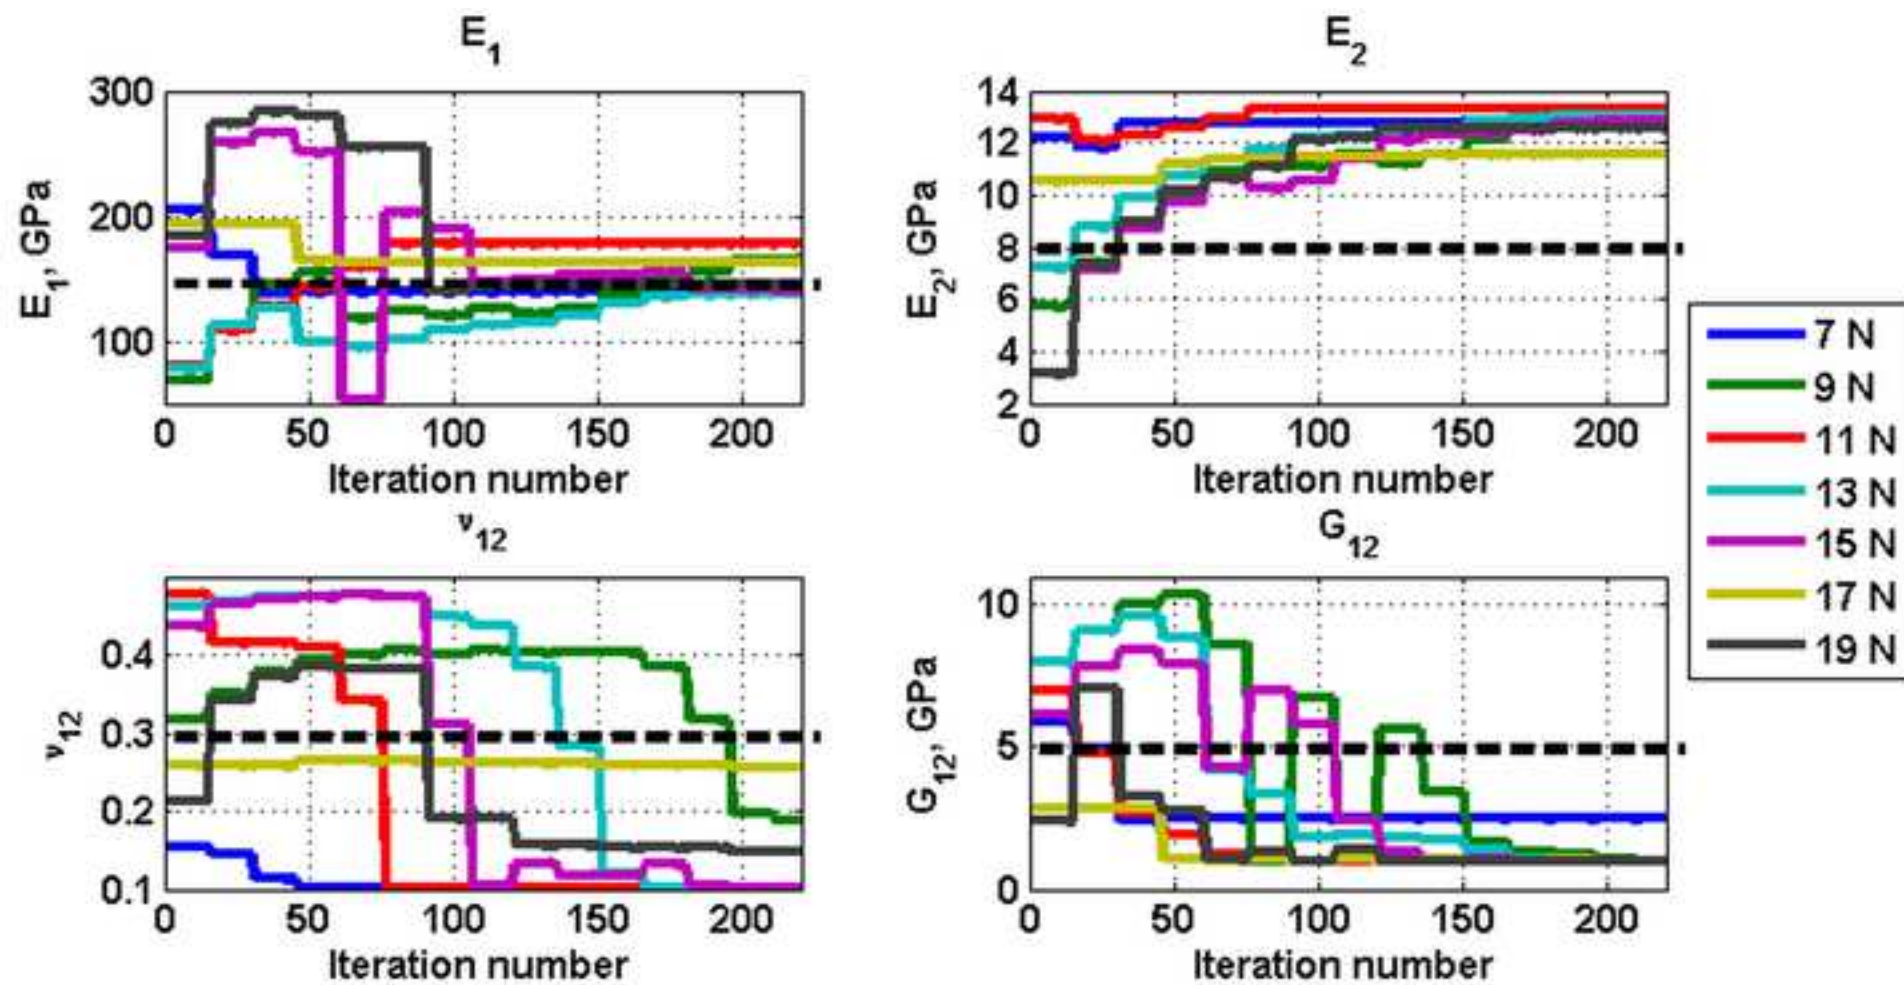 E1
E1, GPa
300
200
100
0 50 100 150 200
Iteration number
E2
E2, GPa
14
12
10
8
6
4
2
0 50 100 150 200
Iteration number
7 N
9 N
11 N
13 N
15 N
17 N
19 N
ν12
ν12
0.4
0.3
0.2
0.1
0 50 100 150 200
Iteration number
G12
G12, GPa
10
5
0
0 50 100 150 200
Iteration number